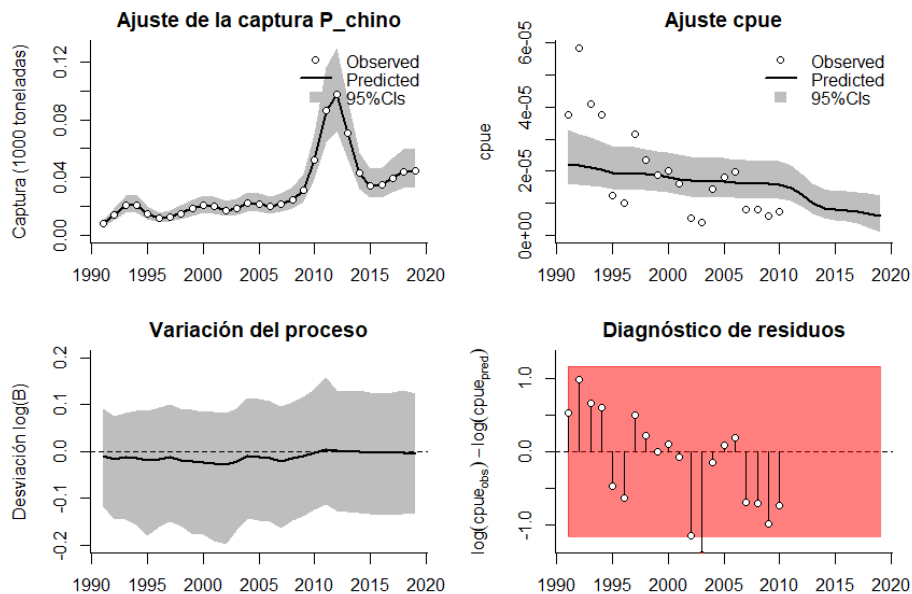 Ajuste de la captura P_chino
Captura (1000 toneladas)
0.12
0.08
0.04
0.00
Observed
Predicted
95%CIs
1990 1995 2000 2005 2010 2015 2020
Ajuste cpue
cpue
6e-05
4e-05
2e-05
0e+00
Observed
Predicted
95%CIs
1990 1995 2000 2005 2010 2015 2020
Variación del proceso
Desviación log(B)
0.2
0.1
0.0
-0.1
-0.2
1990 1995 2000 2005 2010 2015 2020
Diagnóstico de residuos
log(cpue_obs) − log(cpue_pred)
1.0
0.0
-1.0
1990 1995 2000 2005 2010 2015 2020